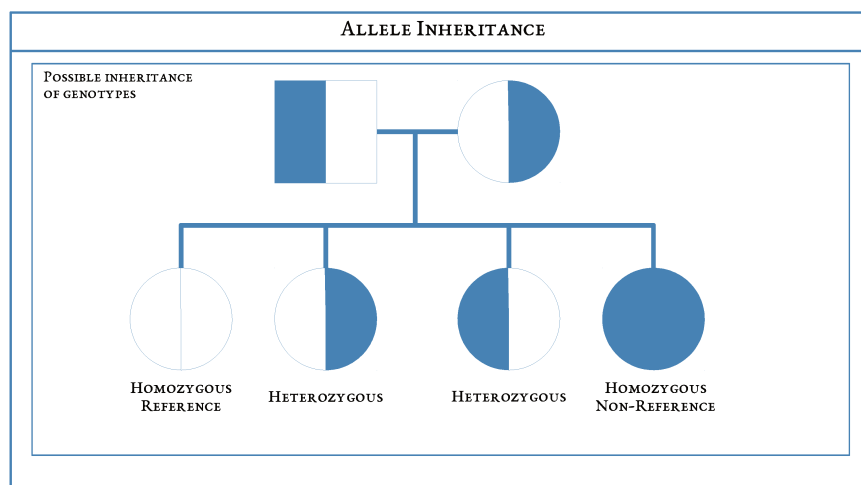 Allele Inheritance
Possible inheritance
of genotypes
Homozygous
Reference
Heterozygous
Heterozygous
Homozygous
Non-Reference